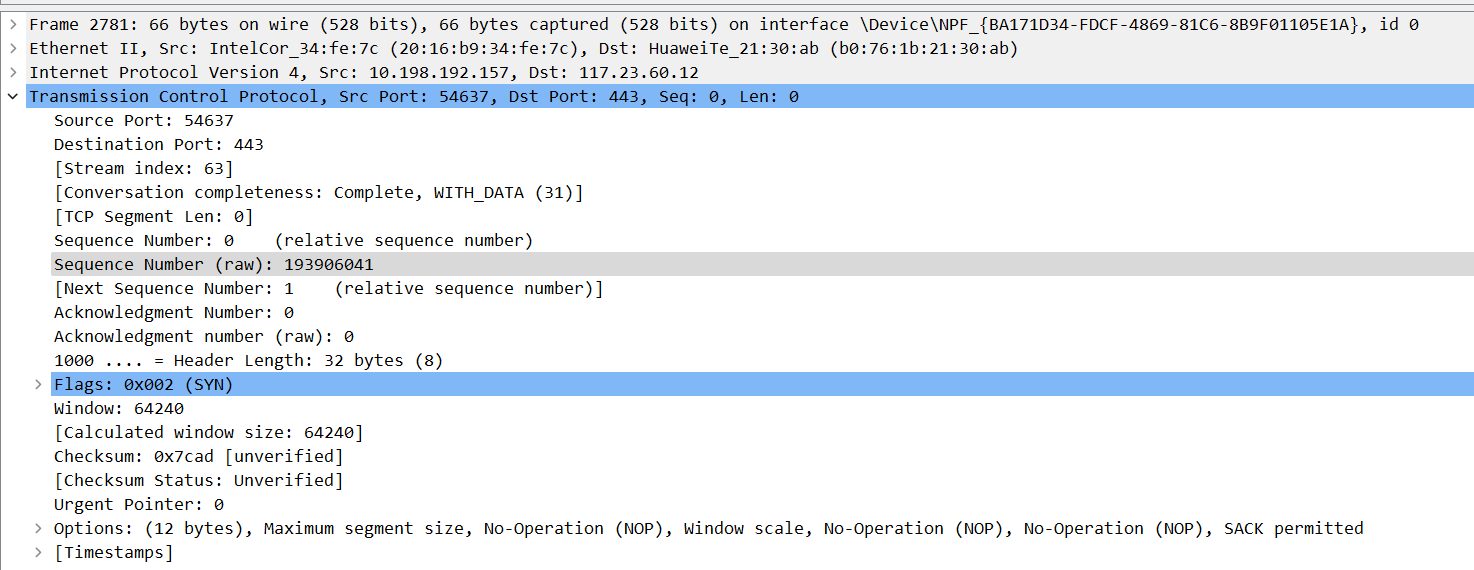 Frame 2781: 66 bytes on wire (528 bits), 66 bytes captured (528 bits) on interface \Device\NPF_{BA171D34-FDCF-4869-81C6-8B9F01105E1A}, id 0
Ethernet II, Src: IntelCor_34:fe:7c (20:16:b9:34:fe:7c), Dst: HuaweiTe_21:30:ab (b0:76:1b:21:30:ab)
Internet Protocol Version 4, Src: 10.198.192.157, Dst: 117.23.60.12
Transmission Control Protocol, Src Port: 54637, Dst Port: 443, Seq: 0, Len: 0
Source Port: 54637
Destination Port: 443
[Stream index: 63]
[Conversation completeness: Complete, WITH_DATA (31)]
[TCP Segment Len: 0]
Sequence Number: 0    (relative sequence number)
Sequence Number (raw): 193906041
[Next Sequence Number: 1    (relative sequence number)]
Acknowledgment Number: 0
Acknowledgment number (raw): 0
1000 .... = Header Length: 32 bytes (8)
Flags: 0x002 (SYN)
Window: 64240
[Calculated window size: 64240]
Checksum: 0x7cad [unverified]
[Checksum Status: Unverified]
Urgent Pointer: 0
Options: (12 bytes), Maximum segment size, No-Operation (NOP), Window scale, No-Operation (NOP), No-Operation (NOP), SACK permitted
[Timestamps]